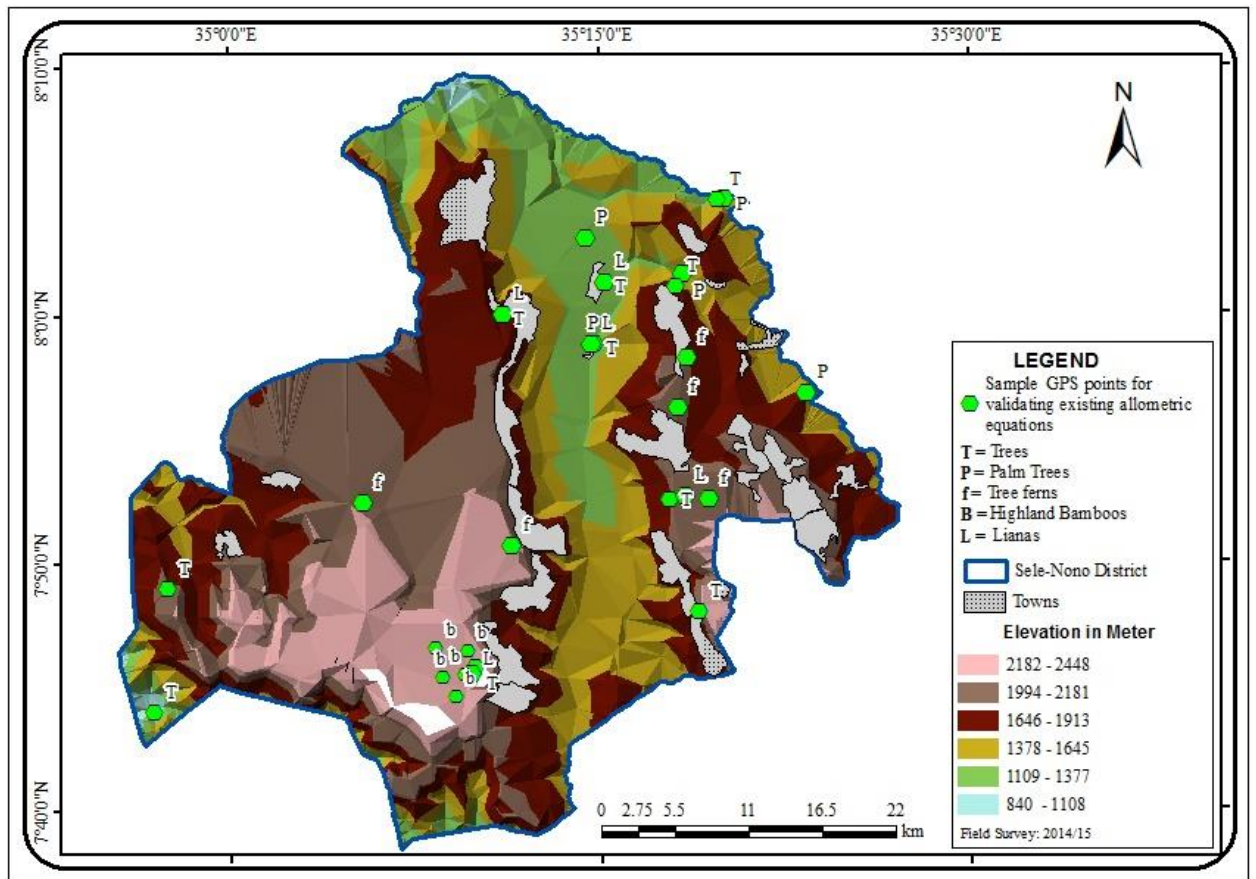 35°0'0"E
35°15'0"E
35°30'0"E
8°10'0"N
8°0'0"N
7°50'0"N
7°40'0"N
N
T
P
P
L
T
T
P
L
T
P L
T
f
P
f
L
f
T
f
f
T
T
b
b
b
b
L
b
T
T
LEGEND
Sample GPS points for
validating existing allometric
equations
T = Trees
P = Palm Trees
f = Tree ferns
B = Highland Bamboos
L = Lianas
Sele-Nono District
Towns
Elevation in Meter
2182 - 2448
1994 - 2181
1646 - 1913
1378 - 1645
1109 - 1377
840 - 1108
Field Survey: 2014/15
0 2.75 5.5 11 16.5 22
km